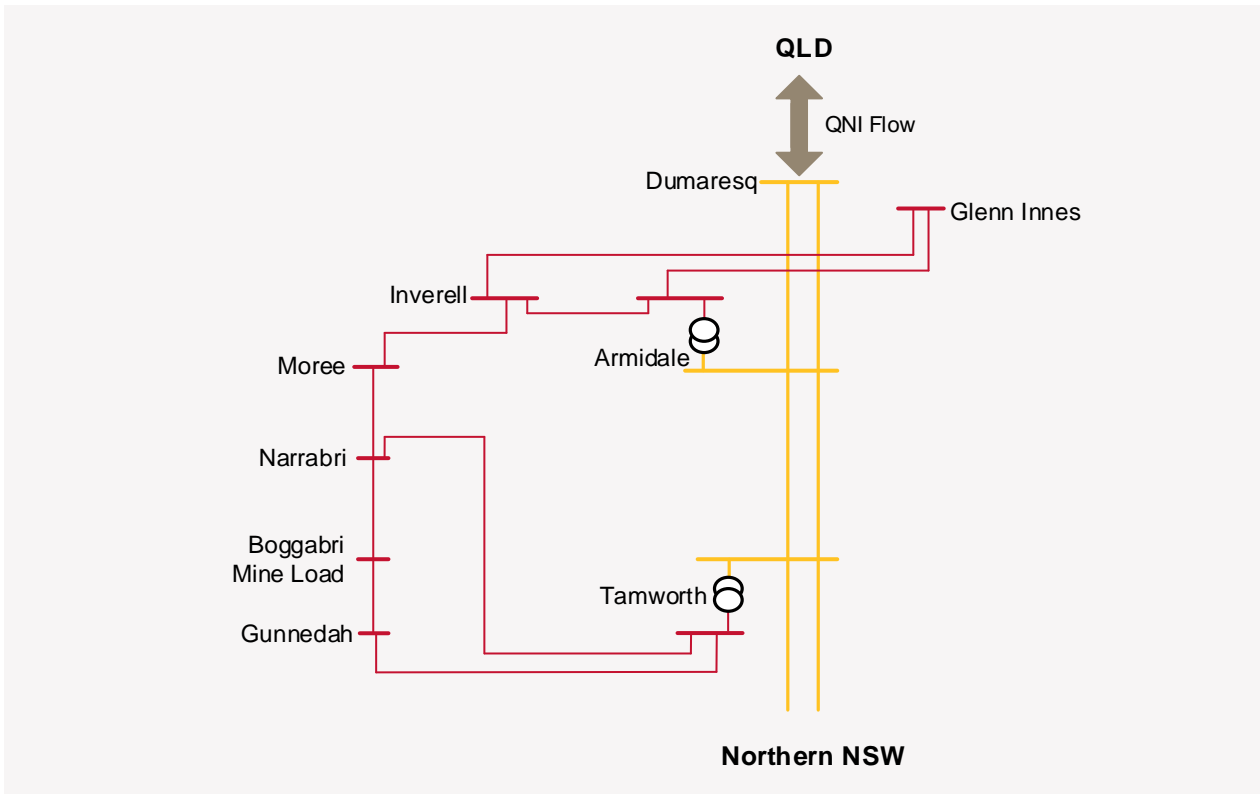 QLD
QNI Flow
Dumaresq
Glenn Innes
Inverell
Armidale
Moree
Narrabri
Boggabri
Mine Load
Tamworth
Gunnedah
Northern NSW